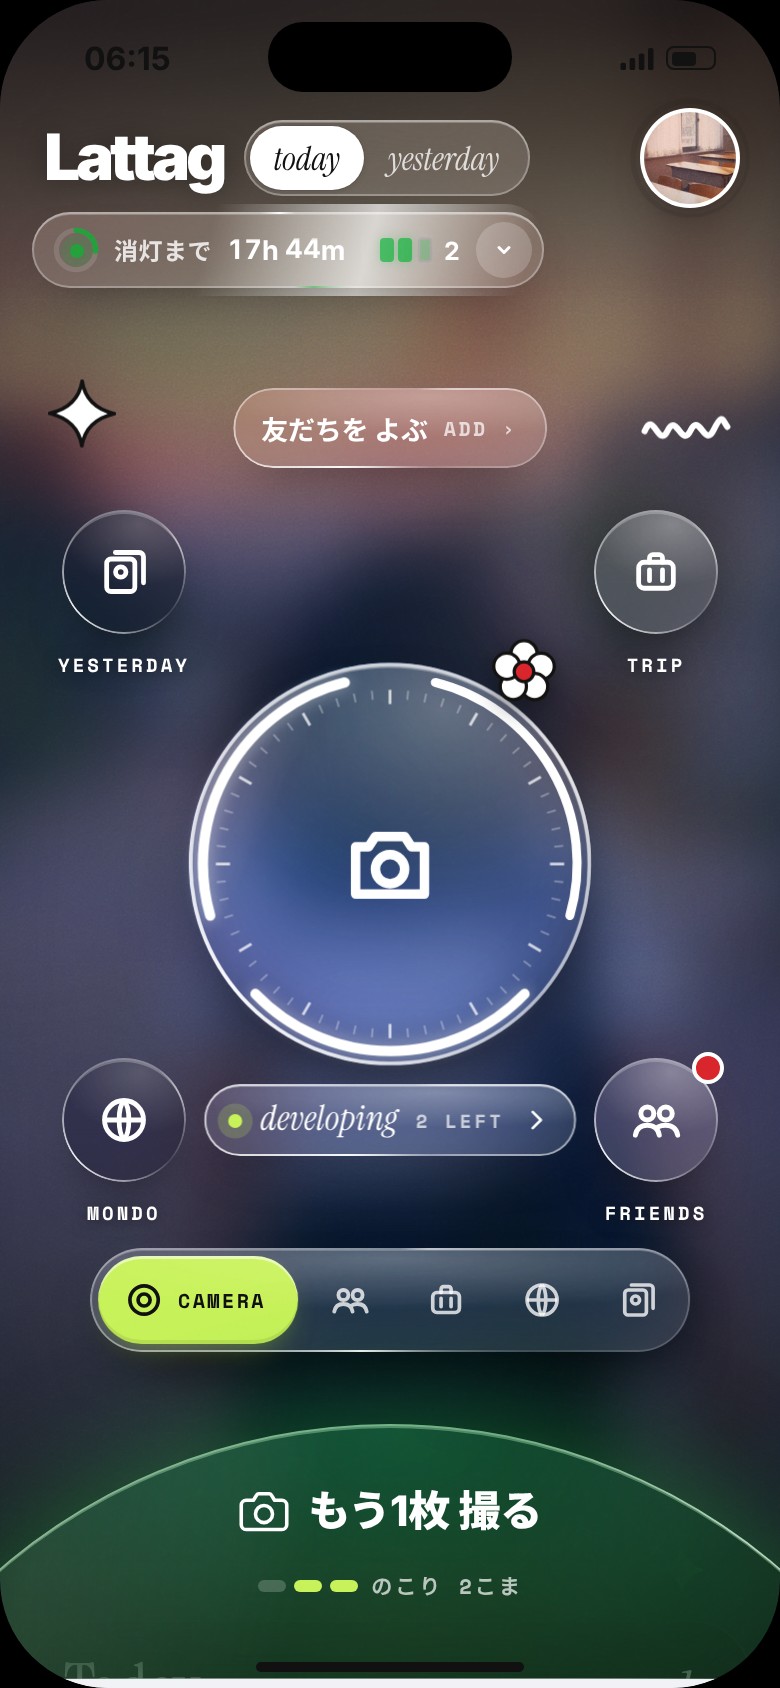 06:15
Lattag today yesterday
消灯まで 17h 44m 2
友だちを よぶ ADD ›
YESTERDAY
TRIP
developing 2 LEFT
MONDO
FRIENDS
CAMERA
もう1枚 撮る
のこり 2こま